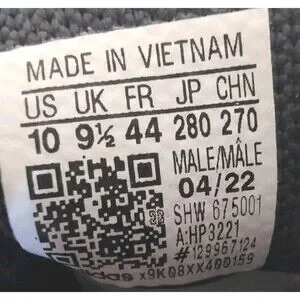 MADE IN VIETNAM
US UK FR JP CHN
10 9½ 44 280 270
MALE/MÂLE
04/22
SHW 675001
A:HP3221
# 129967124
x9K08XX400159